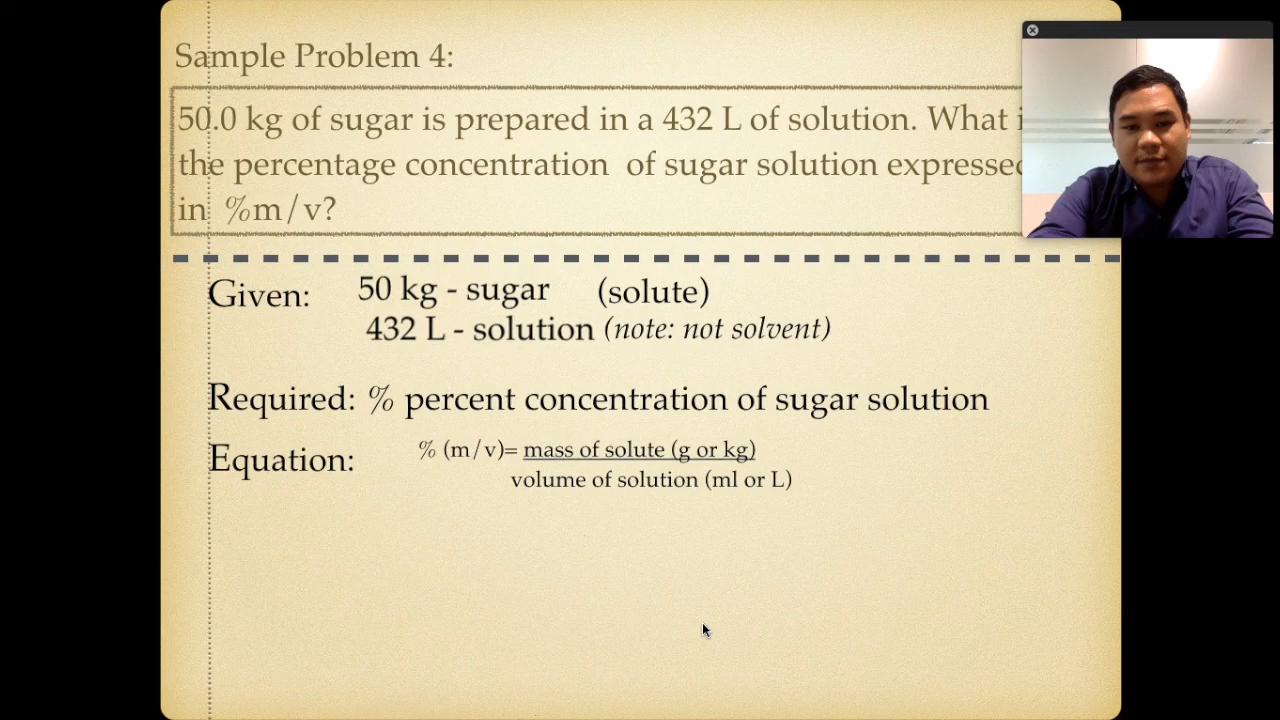 Sample Problem 4:
50.0 kg of sugar is prepared in a 432 L of solution. What
the percentage concentration of sugar solution expressed
in %m/v?
Given: 50 kg - sugar (solute)
432 L - solution (note: not solvent)
Required: % percent concentration of sugar solution
Equation: % (m/v)= mass of solute (g or kg)
volume of solution (ml or L)